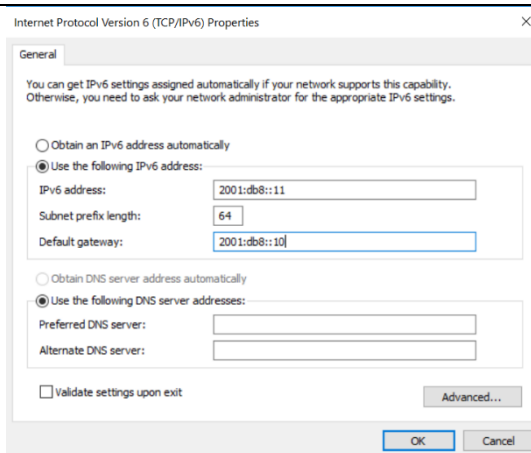 Internet Protocol Version 6 (TCP/IPv6) Properties
General
You can get IPv6 settings assigned automatically if your network supports this capability.
Otherwise, you need to ask your network administrator for the appropriate IPv6 settings.
Obtain an IPv6 address automatically
Use the following IPv6 address:
IPv6 address: 2001:db8::11
Subnet prefix length: 64
Default gateway: 2001:db8::10
Obtain DNS server address automatically
Use the following DNS server addresses:
Preferred DNS server:
Alternate DNS server:
Validate settings upon exit
Advanced...
OK Cancel